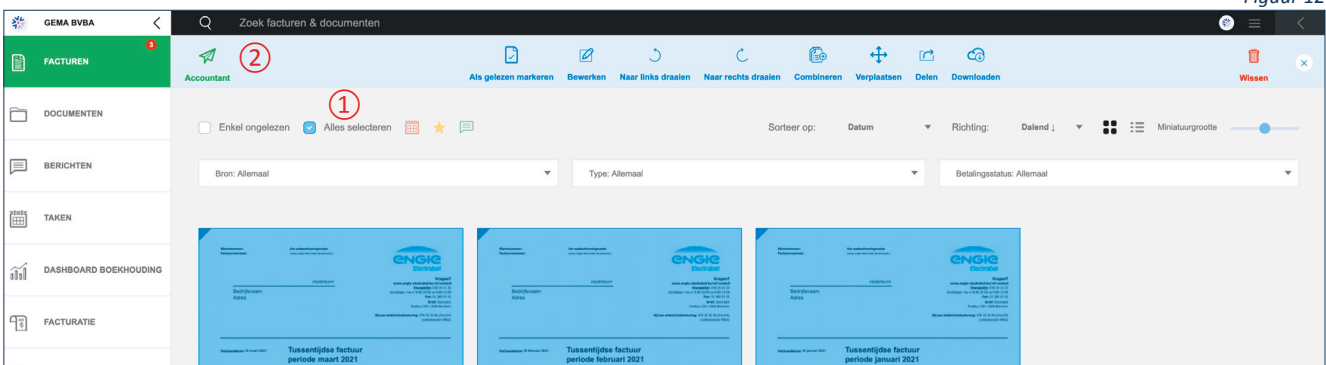 Figuur 12
GEMA BVBA
Zoek facturen & documenten
FACTUREN
3
Accountant
2
Als gelezen markeren
Bewerken
Naar links draaien
Naar rechts draaien
Combineren
Verplaatsen
Delen
Downloaden
Wissen
DOCUMENTEN
1
Enkel ongelezen
Alles selecteren
Sorteer op:
Datum
Richting:
Dalend ↓
Miniatuurgrootte
BERICHTEN
Bron: Allemaal
Type: Allemaal
Betalingsstatus: Allemaal
TAKEN
DASHBOARD BOEKHOUDING
FACTURATIE
ENGIE
Electrabel
Vragen?
Bedrijfsnaam
Adres
Tussentijdse factuur
periode maart 2021
ENGIE
Electrabel
Vragen?
Bedrijfsnaam
Adres
Tussentijdse factuur
periode februari 2021
ENGIE
Electrabel
Vragen?
Bedrijfsnaam
Adres
Tussentijdse factuur
periode januari 2021